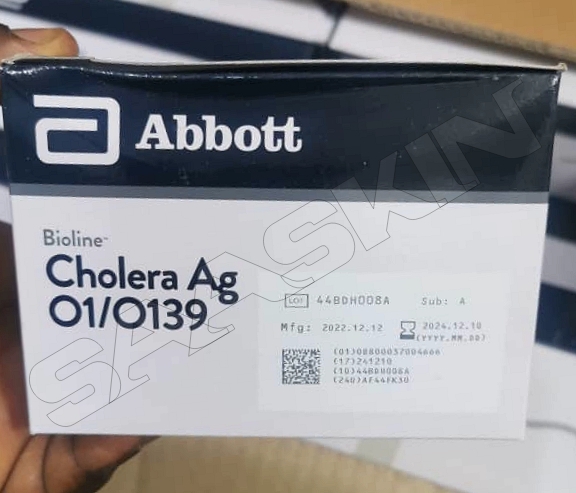 Abbott
Bioline™
Cholera Ag
O1/O139
LOT 44BDH008A Sub: A
Mfg: 2022.12.12 2024.12.10
(YYYY.MM.DD)
(01)08800037004666
(17)241210
(10)44BDH008A
(240)AE44FK30
SAAASKIN